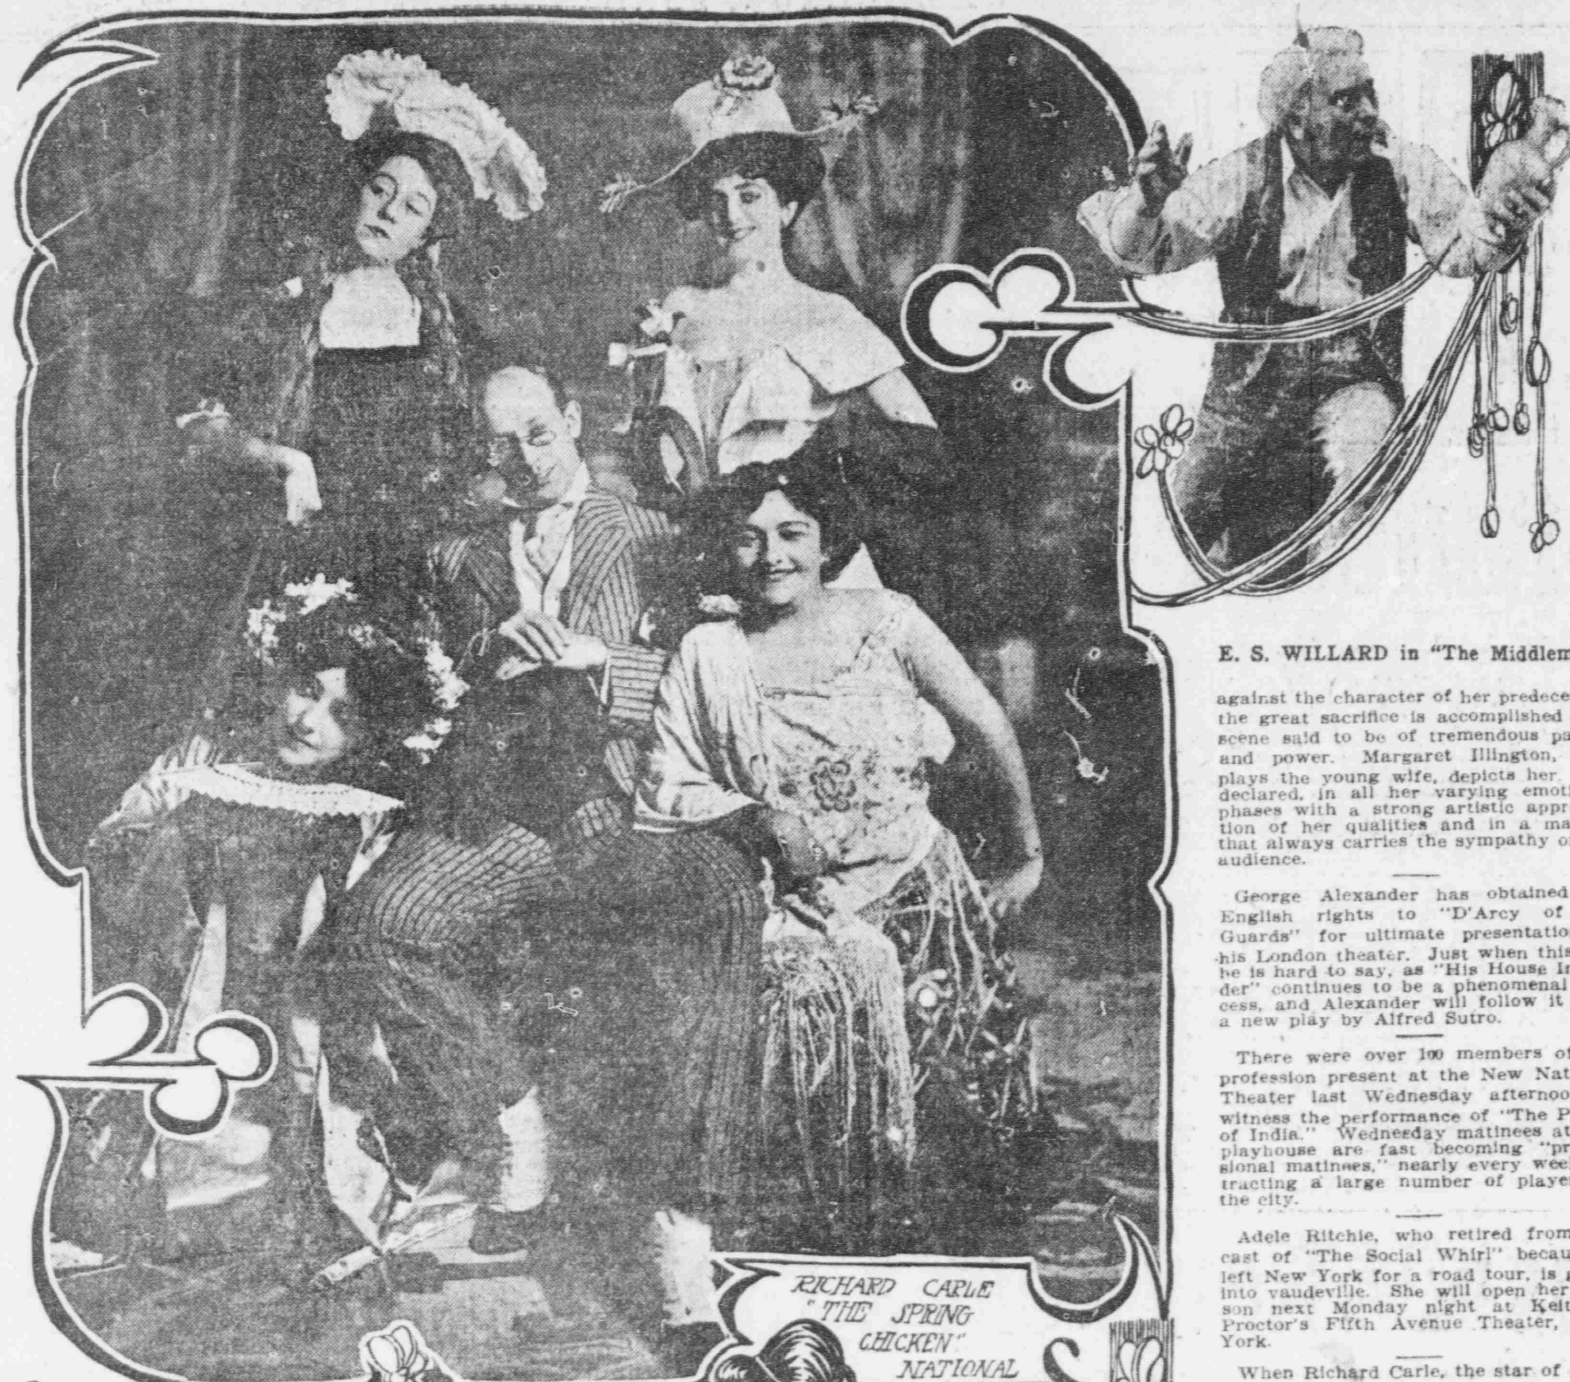 RICHARD CARLE
"THE SPRING
CHICKEN"
NATIONAL
E. S. WILLARD in "The Middlem
against the character of her predece
the great sacrifice is accomplished
scene said to be of tremendous pa
and power. Margaret Illington,
plays the young wife, depicts her,
declared, in all her varying emoti
phases with a strong artistic appr
tion of her qualities and in a ma
that always carries the sympathy o
audience.
George Alexander has obtained
English rights to "D'Arcy of
Guards" for ultimate presentatio
his London theater. Just when this
be is hard to say, as "His House In
der" continues to be a phenomenal
cess, and Alexander will follow it
a new play by Alfred Sutro.
There were over 100 members of
profession present at the New Nat
Theater last Wednesday afternoo
witness the performance of "The P
of India." Wednesday matinees at
playhouse are fast becoming "pr
sional matinees," nearly every wee
tracting a large number of playe
the city.
Adele Ritchie, who retired from
cast of "The Social Whirl" becau
left New York for a road tour, is g
into vaudeville. She will open her
son next Monday night at Keit
Proctor's Fifth Avenue Theater,
York.
When Richard Carle, the star of